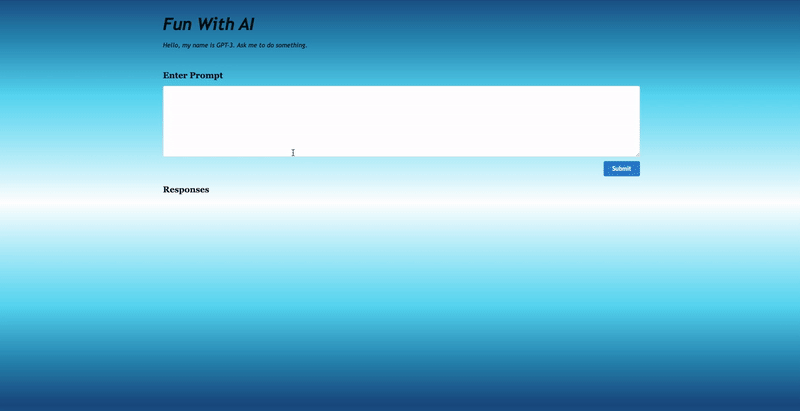 Fun With AI
Hello, my name is GPT-3. Ask me to do something.
Enter Prompt
Submit
Responses